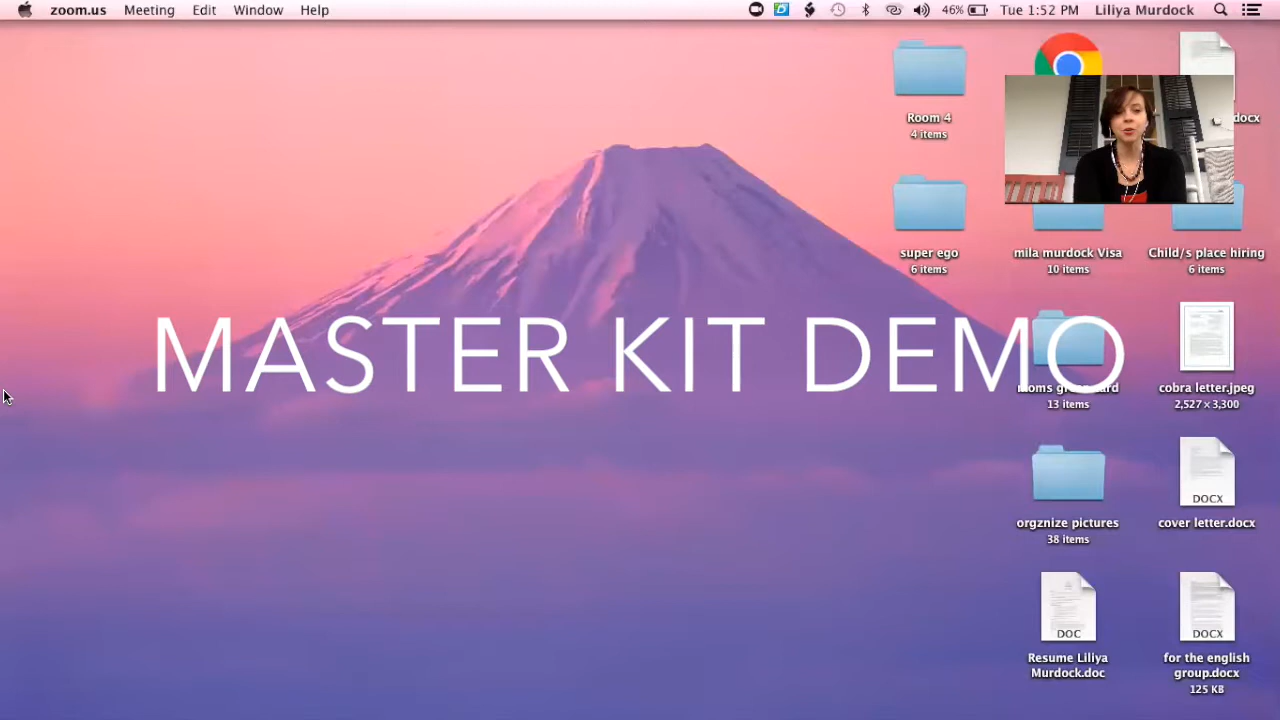 zoom.us Meeting Edit Window Help 46% Tue 1:52 PM Liliya Murdock
Room 4
4 items
docx
super ego
6 items
mila murdock Visa
10 items
Child/s place hiring
6 items
MASTER KIT DEMO
moms green card
13 items
cobra letter.jpeg
2,527 × 3,300
orgznize pictures
38 items
DOCX
cover letter.docx
DOC
Resume Liliya
Murdock.doc
DOCX
for the english
group.docx
125 KB